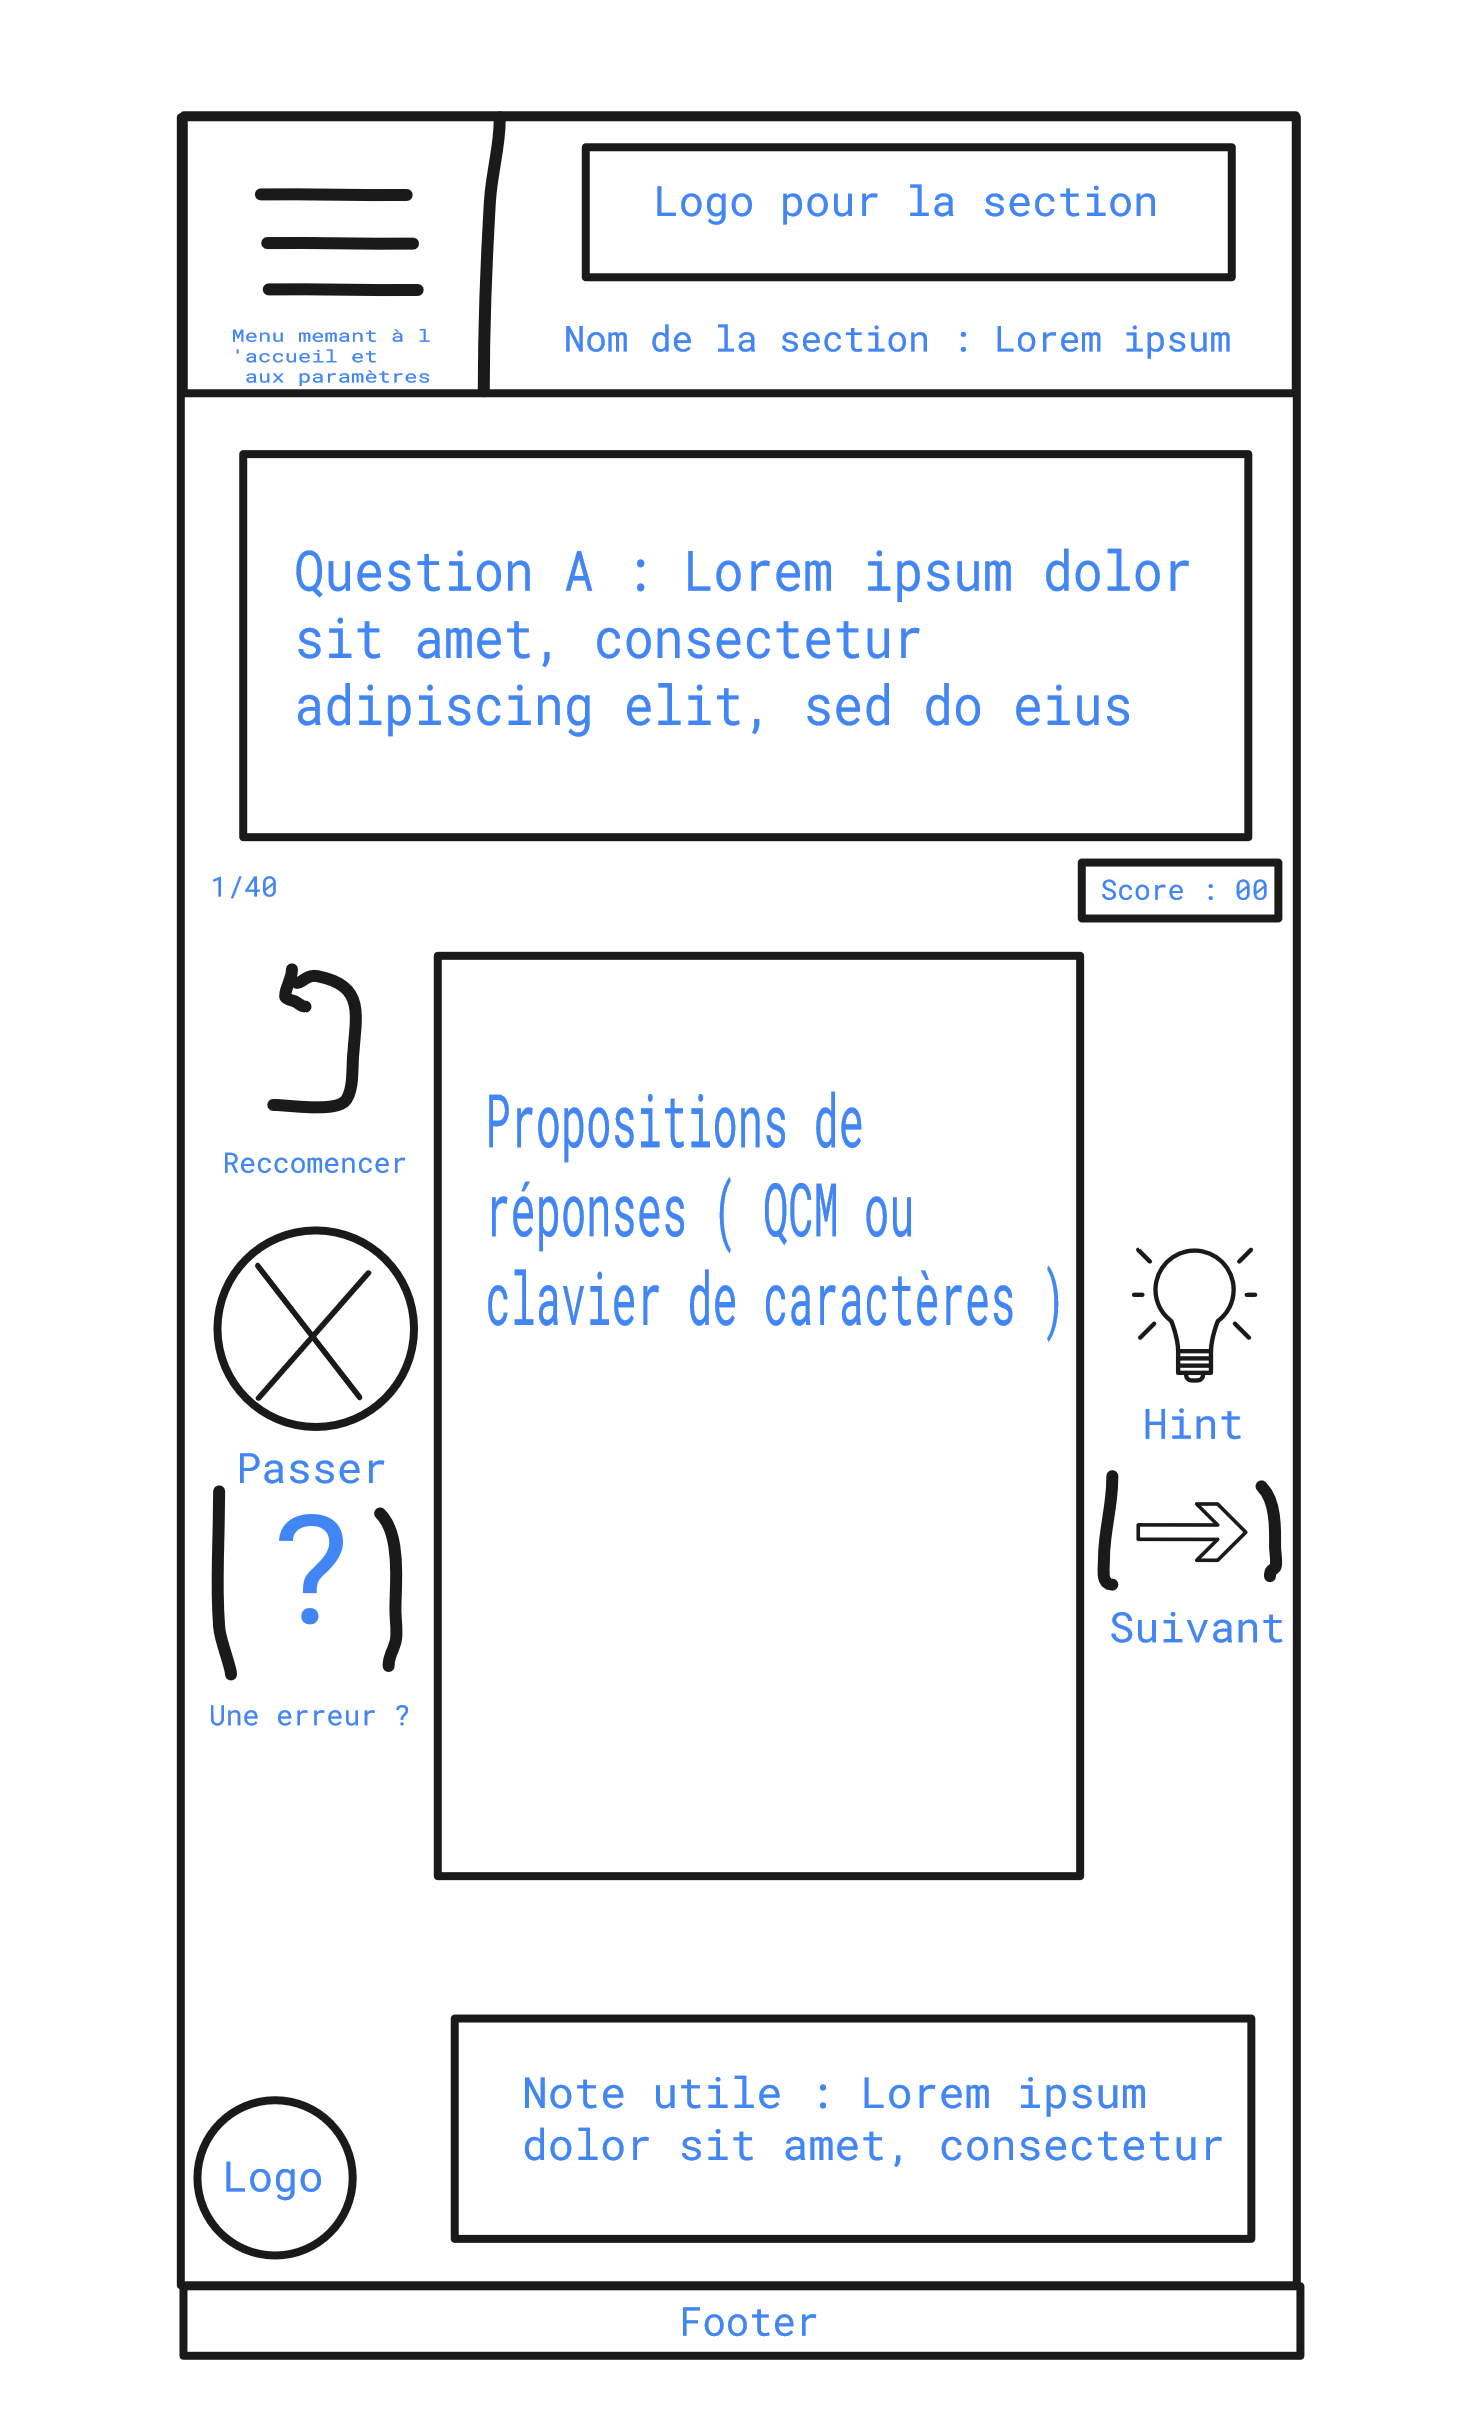 Logo pour la section
Menu memant à l
'accueil et
aux paramètres
Nom de la section : Lorem ipsum
Question A : Lorem ipsum dolor
sit amet, consectetur
adipiscing elit, sed do eius
1/40
Score : 00
Reccomencer
Propositions de
réponses ( QCM ou
clavier de caractères )
Hint
Passer
?
Suivant
Une erreur ?
Note utile : Lorem ipsum
dolor sit amet, consectetur
Logo
Footer